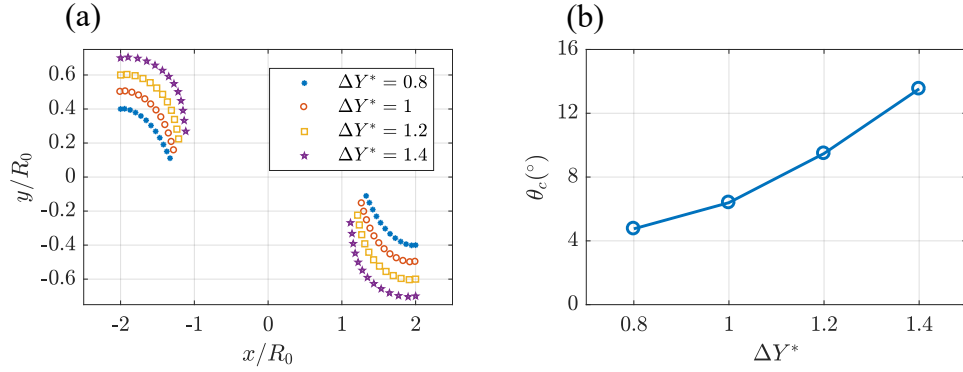 (a)
0.6
0.4
0.2
0
-0.2
-0.4
-0.6
y/R₀
-2 -1 0 1 2
x/R₀
ΔY* = 0.8
ΔY* = 1
ΔY* = 1.2
ΔY* = 1.4
(b)
16
12
8
4
0
θ_c(°)
0.8 1 1.2 1.4
ΔY*